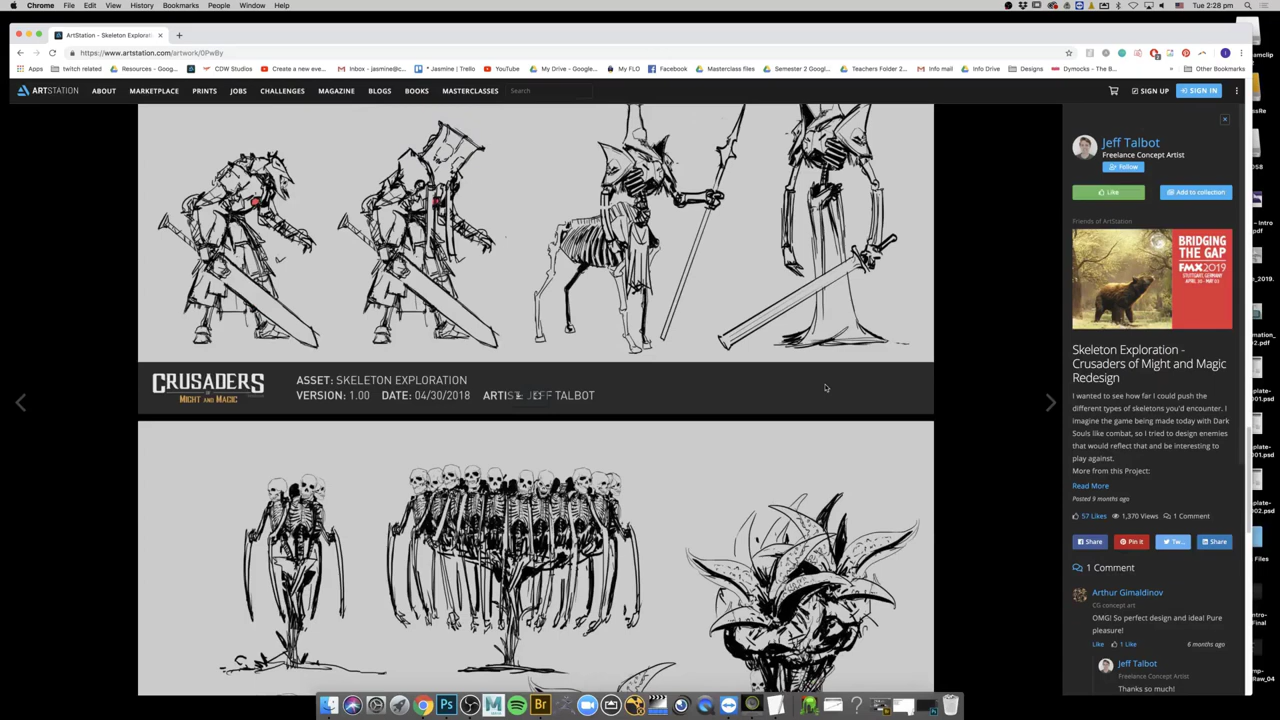 Chrome File Edit View History Bookmarks People Window Help
Tue 2:28 pm
ArtStation - Skeleton Explorati
https://www.artstation.com/artwork/0PwBy
Apps twitch related Resources - Goog... CDW Studios Create a new eve... Inbox - jasmine@c... * Jasmine | Trello YouTube My Drive - Google... My FLO Facebook Masterclass files Semester 2 Googl... Teachers Folder 2... Info mail Info Drive Designs Dymocks - The B... » Other Bookmarks
ARTSTATION ABOUT MARKETPLACE PRINTS JOBS CHALLENGES MAGAZINE BLOGS BOOKS MASTERCLASSES Search SIGN UP SIGN IN
Jeff Talbot
Freelance Concept Artist
Follow
Like Add to collection
Friends of ArtStation
BRIDGING
THE GAP
FMX2019
STUTTGART, GERMANY
APRIL 30 - MAY 03
Skeleton Exploration -
Crusaders of Might and Magic
Redesign
I wanted to see how far I could push the
different types of skeletons you'd encounter. I
imagine the game being made today with Dark
Souls like combat, so I tried to design enemies
that would reflect that and be interesting to
play against.
More from this Project:
Read More
Posted 9 months ago
57 Likes 1,370 Views 1 Comment
Share Pin it Tw... Share
1 Comment
Arthur Gimaldinov
CG concept art
OMG! So perfect design and idea! Pure
pleasure!
Like 1 Like 6 months ago
Jeff Talbot
Freelance Concept Artist
Thanks so much!
CRUSADERS
OF
MIGHT AND MAGIC
ASSET: SKELETON EXPLORATION
VERSION: 1.00 DATE: 04/30/2018 ARTIST: JEFF TALBOT